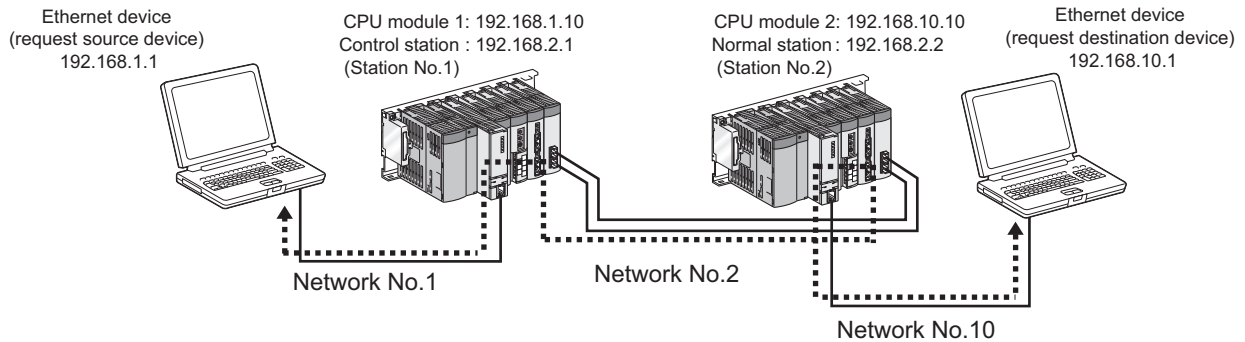 Ethernet device
(request source device)
192.168.1.1
CPU module 1: 192.168.1.10
Control station : 192.168.2.1
(Station No.1)
CPU module 2: 192.168.10.10
Normal station : 192.168.2.2
(Station No.2)
Ethernet device
(request destination device)
192.168.10.1
Network No.1
Network No.2
Network No.10